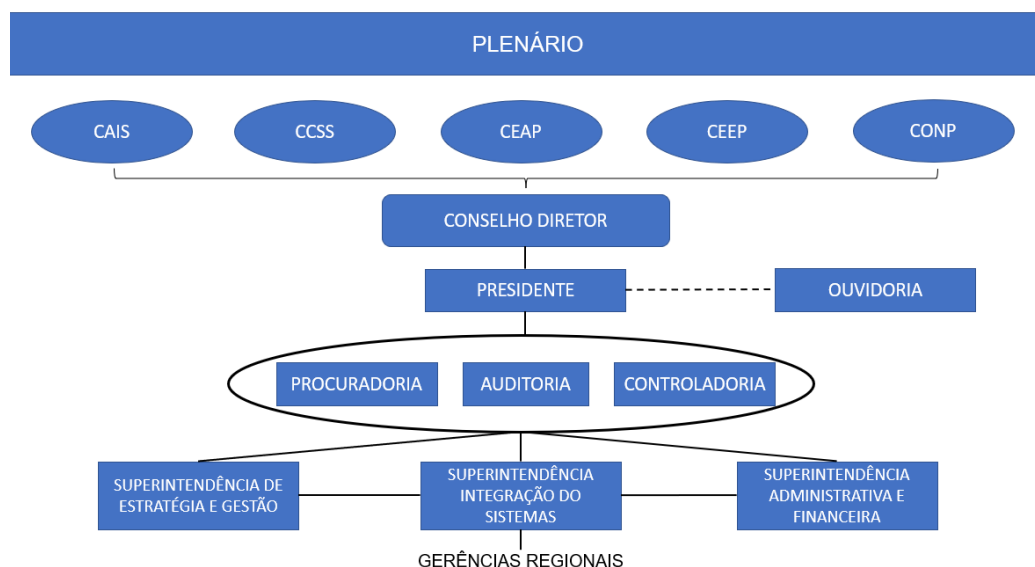 PLENÁRIO
CAIS
CCSS
CEAP
CEEP
CONP
CONSELHO DIRETOR
PRESIDENTE
OUVIDORIA
PROCURADORIA
AUDITORIA
CONTROLADORIA
SUPERINTENDÊNCIA DE
ESTRATÉGIA E GESTÃO
SUPERINTENDÊNCIA
INTEGRAÇÃO DO
SISTEMAS
SUPERINTENDÊNCIA
ADMINISTRATIVA E
FINANCEIRA
GERÊNCIAS REGIONAIS